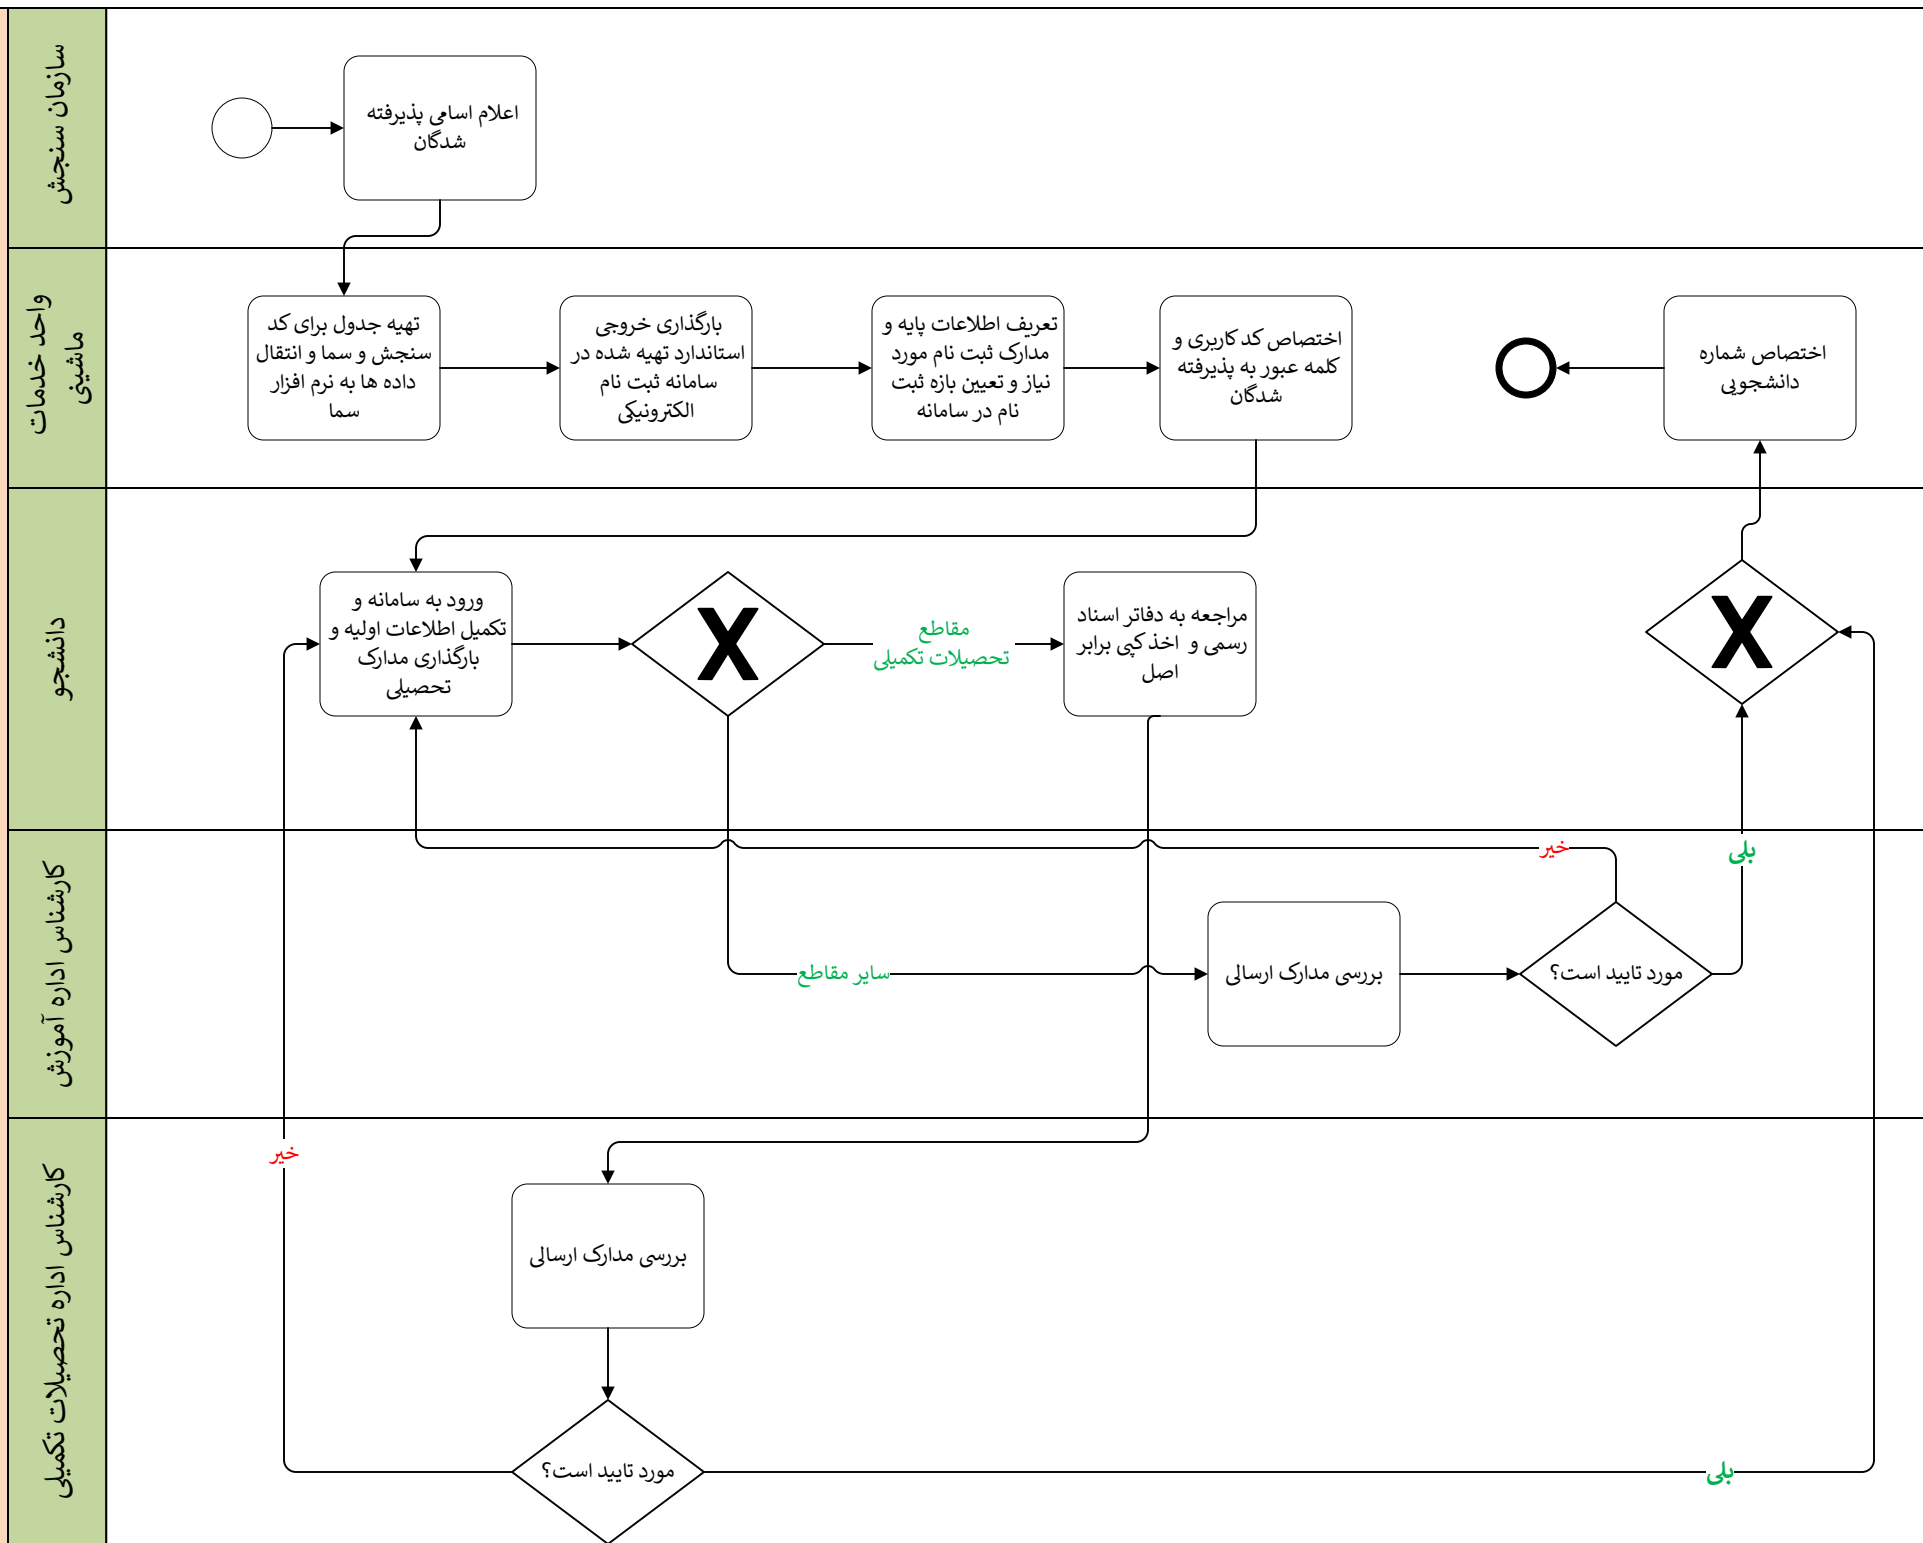 سازمان سنجش
اعلام اسامی پذیرفته
شدگان
واحد خدمات
ماشینی
تهیه جدول برای کد
سنجش و سما و انتقال
داده ها به نرم افزار
سما
بارگذاری خروجی
استاندارد تهیه شده در
سامانه ثبت نام
الکترونیکی
تعریف اطلاعات پایه و
مدارک ثبت نام مورد
نیاز و تعیین بازه ثبت
نام در سامانه
اختصاص کد کاربری و
کلمه عبور به پذیرفته
شدگان
اختصاص شماره
دانشجویی
دانشجو
ورود به سامانه و
تکمیل اطلاعات اولیه و
بارگذاری مدارک
تحصیلی
X
مقاطع
تحصیلات تکمیلی
مراجعه به دفاتر اسناد
رسمی و اخذ کپی برابر
اصل
X
کارشناس اداره آموزش
خیر
بلی
سایر مقاطع
بررسی مدارک ارسالی
مورد تایید است؟
کارشناس اداره تحصیلات تکمیلی
خیر
بررسی مدارک ارسالی
مورد تایید است؟
بلی